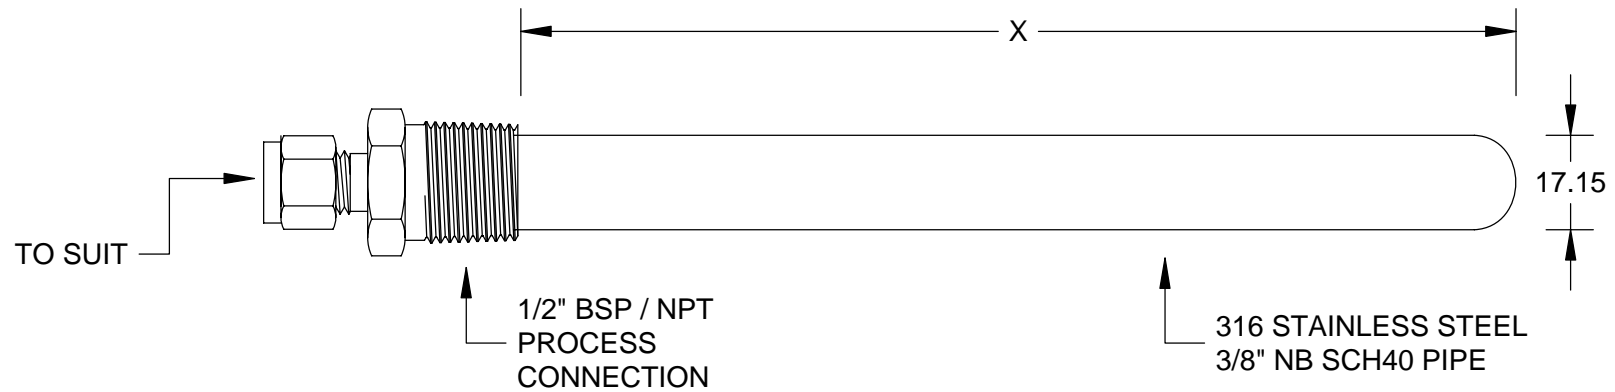 X
17.15
TO SUIT
1/2" BSP / NPT
PROCESS
CONNECTION
316 STAINLESS STEEL
3/8" NB SCH40 PIPE